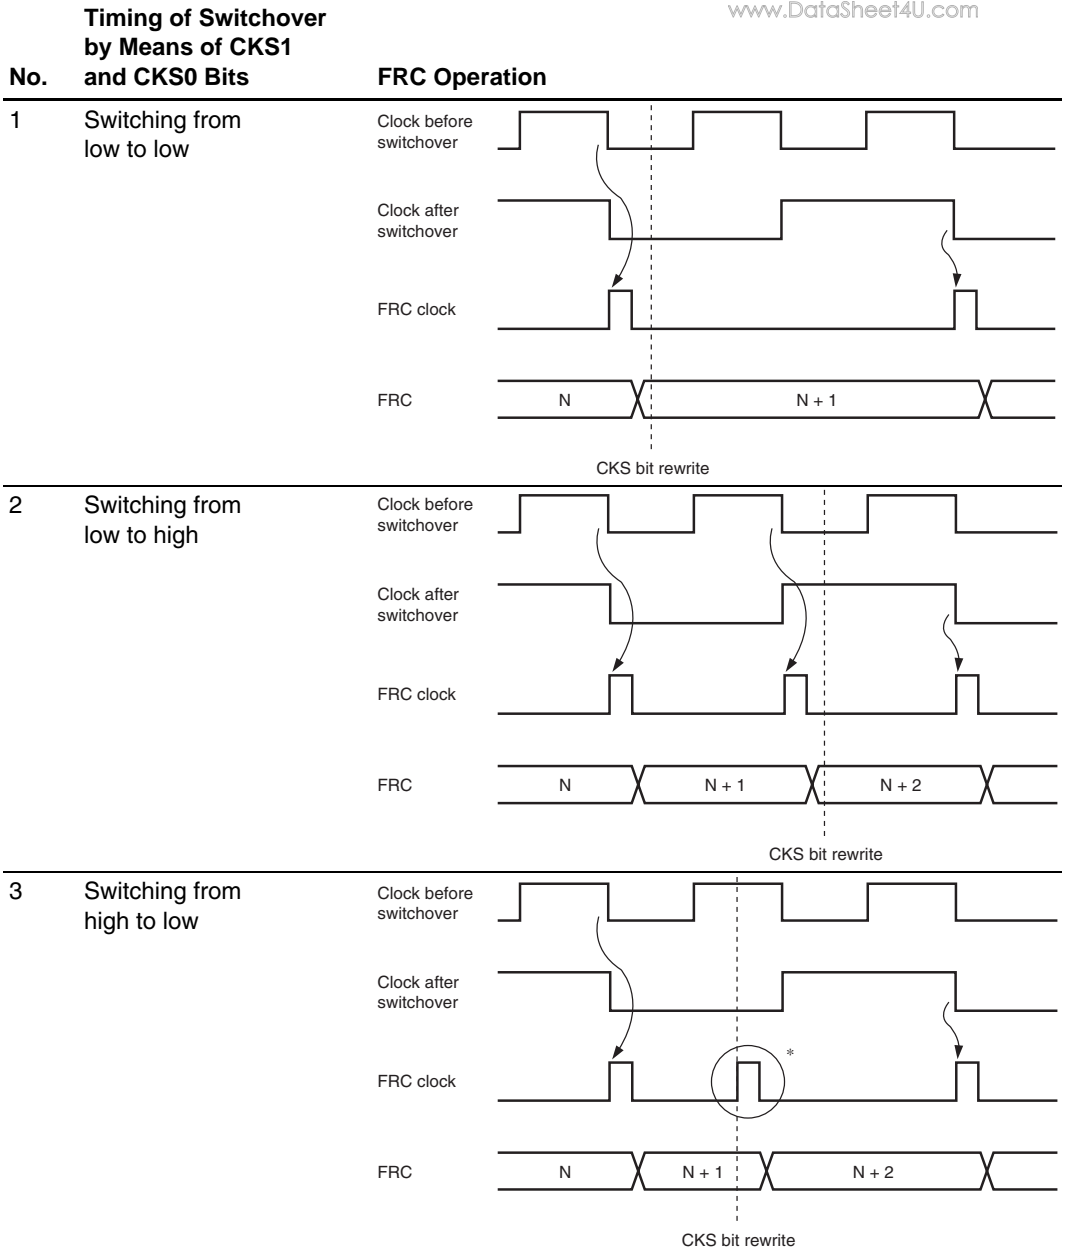 www.DataSheet4U.com
Timing of Switchover
by Means of CKS1
No. and CKS0 Bits FRC Operation
1 Switching from
low to low
Clock before
switchover
Clock after
switchover
FRC clock
FRC N N + 1
CKS bit rewrite
2 Switching from
low to high
Clock before
switchover
Clock after
switchover
FRC clock
FRC N N + 1 N + 2
CKS bit rewrite
3 Switching from
high to low
Clock before
switchover
Clock after
switchover
*
FRC clock
FRC N N + 1 N + 2
CKS bit rewrite